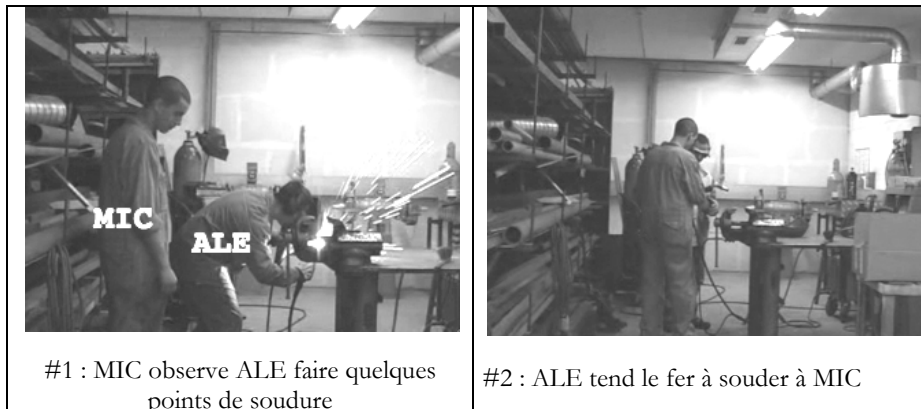 MIC
ALE
#1 : MIC observe ALE faire quelques
points de soudure
#2 : ALE tend le fer à souder à MIC